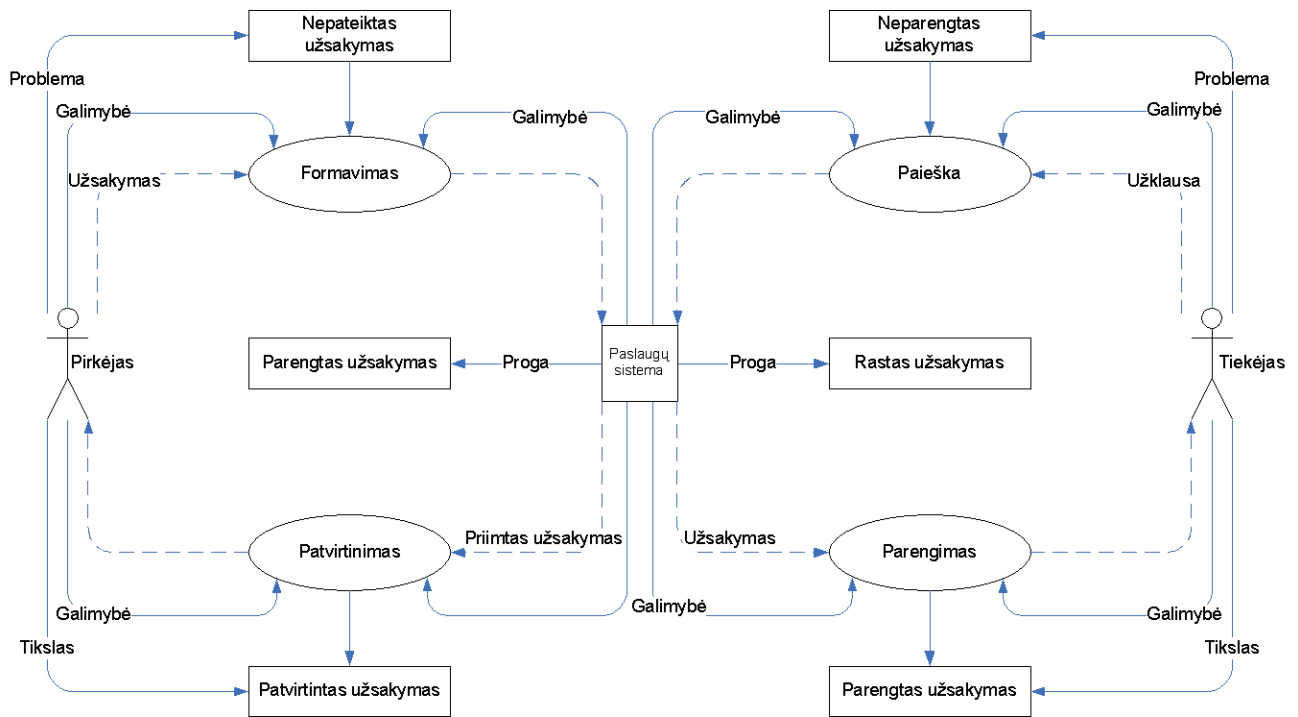 Nepateiktas
užsakymas
Neparengtas
užsakymas
Problema
Problema
Galimybė
Galimybė
Galimybė
Galimybė
Užsakymas
Formavimas
Paieška
Užklausa
Pirkėjas
Parengtas užsakymas
Proga
Paslaugų
sistema
Proga
Rastas užsakymas
Tiekėjas
Patvirtinimas
Priimtas užsakymas
Užsakymas
Parengimas
Galimybė
Galimybė
Galimybė
Tikslas
Tikslas
Patvirtintas užsakymas
Parengtas užsakymas